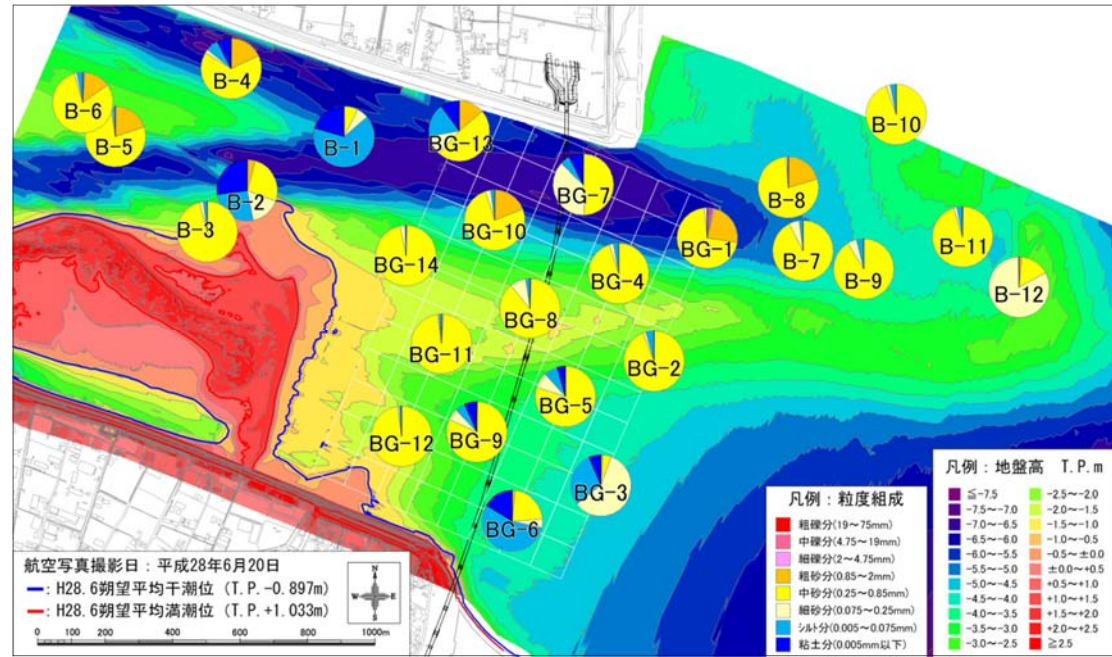 B-4
B-6
B-5
B-1
BG-13
B-10
B-2
BG-7
B-8
B-3
BG-10
BG-1
B-11
BG-14
BG-4
B-7
B-9
B-12
BG-8
BG-11
BG-2
BG-5
BG-12
BG-9
BG-3
BG-6
航空写真撮影日：平成28年6月20日
：H28.6朔望平均干潮位 (T.P.-0.897m)
：H28.6朔望平均満潮位 (T.P.+1.033m)
0 100 200 300 400 500 600 700 800 900 1000m
N
W E
S
凡例：粒度組成
粗礫分(19～75mm)
中礫分(4.75～19mm)
細礫分(2～4.75mm)
粗砂分(0.85～2mm)
中砂分(0.25～0.85mm)
細砂分(0.075～0.25mm)
シルト分(0.005～0.075mm)
粘土分(0.005mm以下)
凡例：地盤高 T.P.m
≦-7.5
-7.5～-7.0
-7.0～-6.5
-6.5～-6.0
-6.0～-5.5
-5.5～-5.0
-5.0～-4.5
-4.5～-4.0
-4.0～-3.5
-3.5～-3.0
-3.0～-2.5
-2.5～-2.0
-2.0～-1.5
-1.5～-1.0
-1.0～-0.5
-0.5～±0.0
±0.0～+0.5
+0.5～+1.0
+1.0～+1.5
+1.5～+2.0
+2.0～+2.5
≧2.5